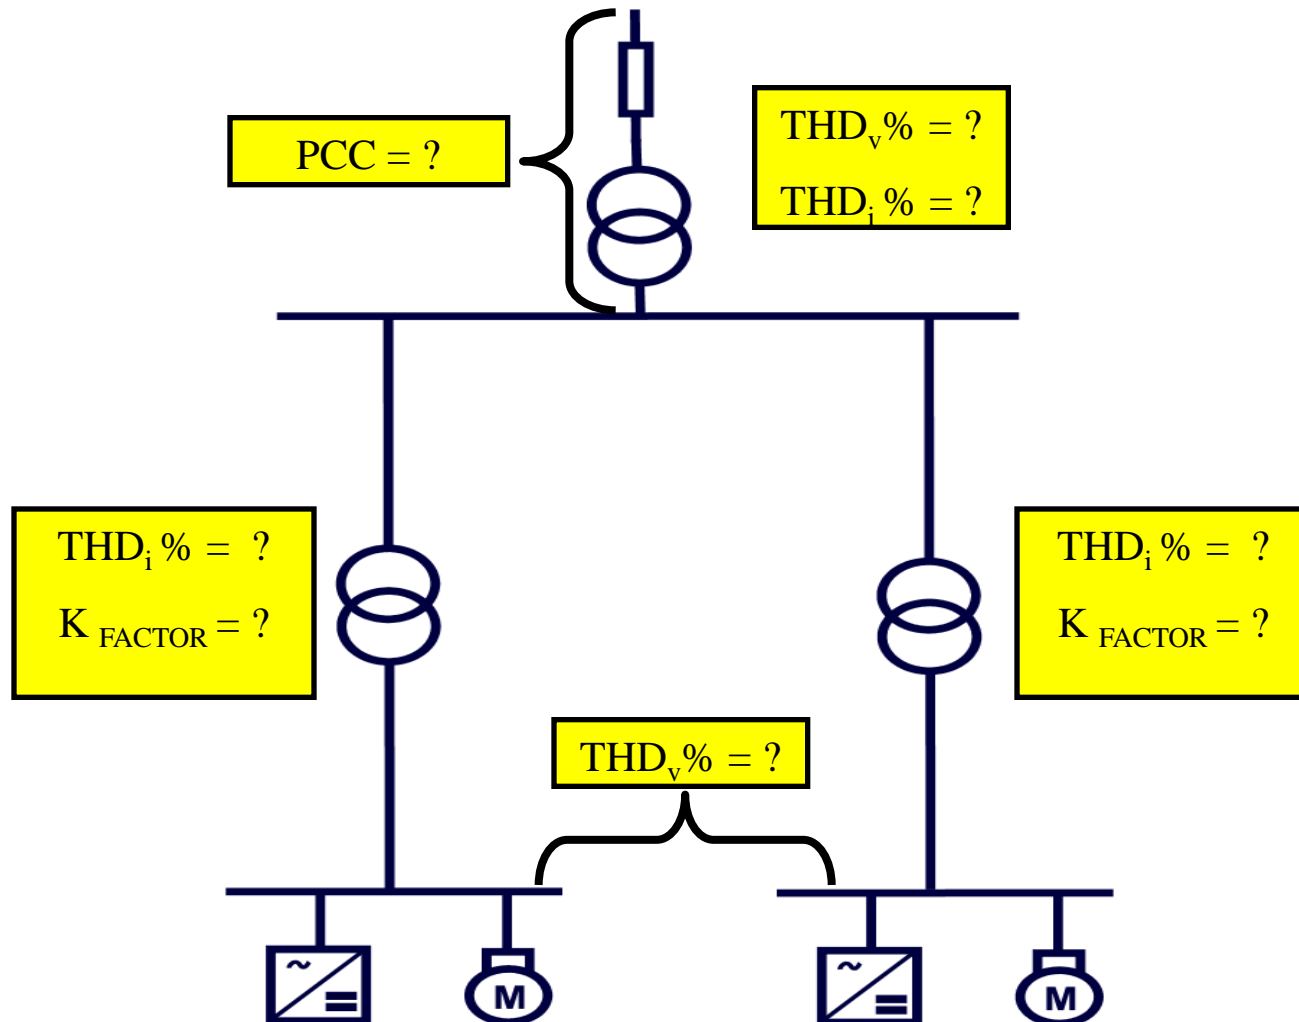 THDv% = ?
PCC = ?
THDi% = ?
THDi % = ?
K FACTOR = ?
THDi % = ?
K FACTOR = ?
THDv% = ?
M
M